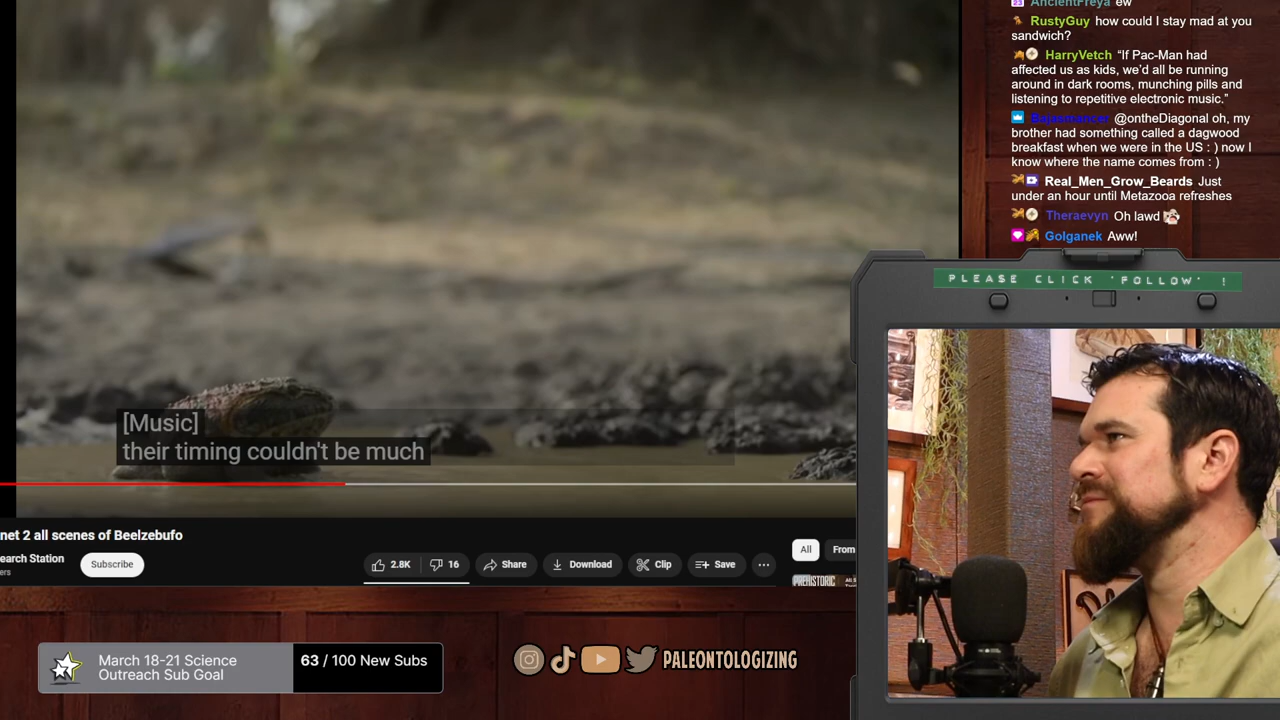 AncientFreya ew
RustyGuy how could I stay mad at you
sandwich?
HarryVetch “If Pac-Man had
affected us as kids, we’d all be running
around in dark rooms, munching pills and
listening to repetitive electronic music.”
Bajasmancer @ontheDiagonal oh, my
brother had something called a dagwood
breakfast when we were in the US : ) now I
know where the name comes from : )
Real_Men_Grow_Beards Just
under an hour until Metazooa refreshes
Theraevyn Oh lawd
Golganek Aww!
PLEASE CLICK 'FOLLOW' !
[Music]
their timing couldn't be much
net 2 all scenes of Beelzebufo
earch Station
ers
Subscribe
2.8K
16
Share
Download
Clip
Save
All
From
PREHISTORIC
March 18-21 Science
Outreach Sub Goal
63 / 100 New Subs
PALEONTOLOGIZING